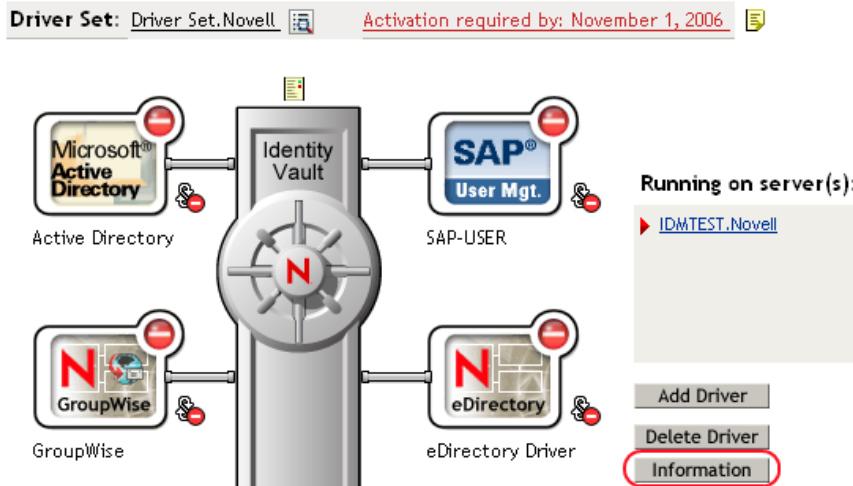 Driver Set: Driver Set.Novell Activation required by: November 1, 2006
Microsoft®
Active
Directory
Active Directory
Identity
Vault
N
SAP®
User Mgt.
SAP-USER
Running on server(s):
IDMTEST.Novell
N
GroupWise
GroupWise
N
eDirectory
eDirectory Driver
Add Driver
Delete Driver
Information